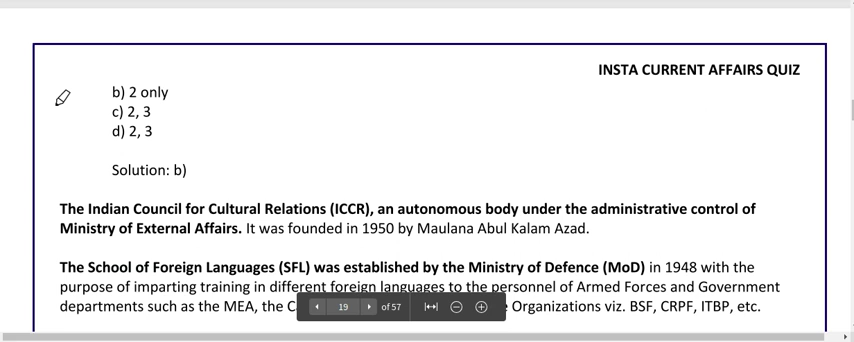 INSTA CURRENT AFFAIRS QUIZ
b) 2 only
c) 2, 3
d) 2, 3
Solution: b)
The Indian Council for Cultural Relations (ICCR), an autonomous body under the administrative control of
Ministry of External Affairs. It was founded in 1950 by Maulana Abul Kalam Azad.
The School of Foreign Languages (SFL) was established by the Ministry of Defence (MoD) in 1948 with the
purpose of imparting training in different foreign languages to the personnel of Armed Forces and Government
departments such as the MEA, the Organizations viz. BSF, CRPF, ITBP, etc.
19 of 57